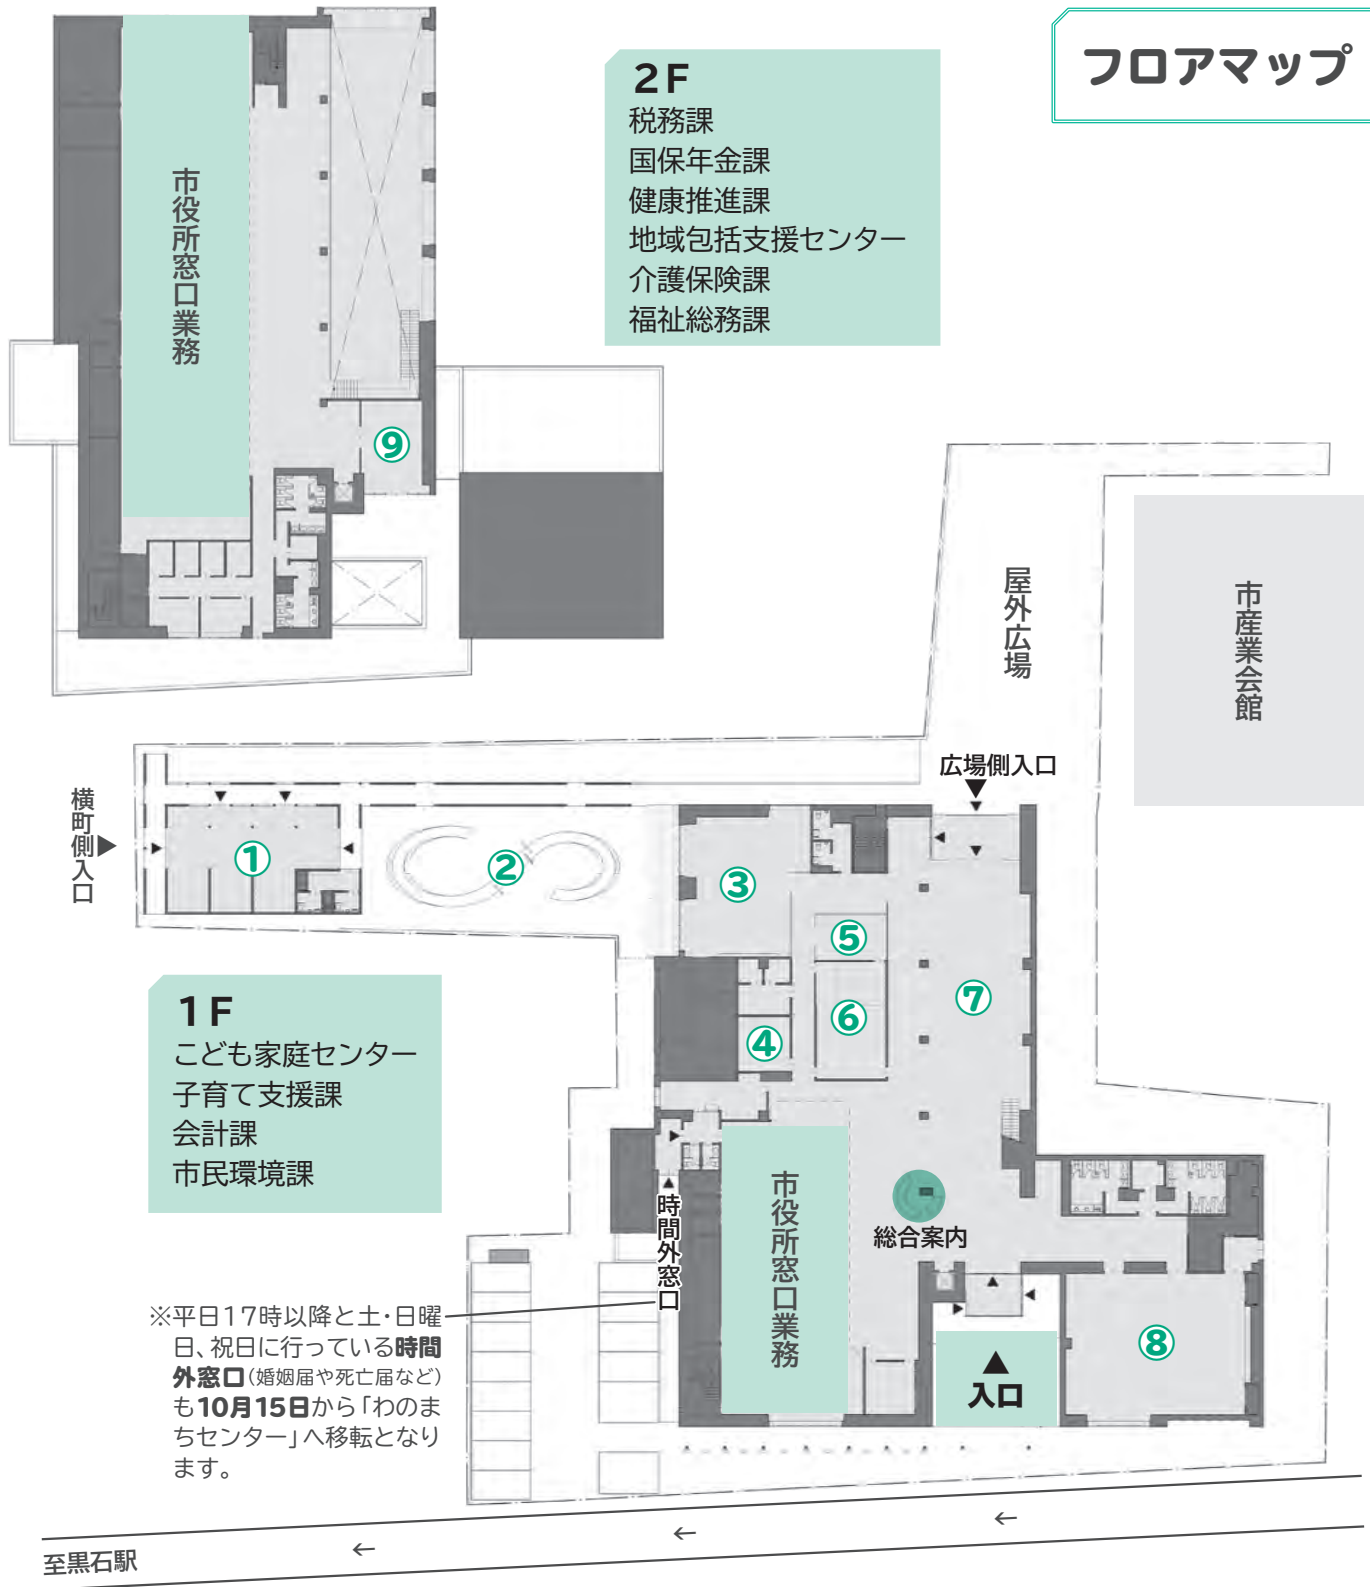 フロアマップ
2F
税務課
国保年金課
健康推進課
地域包括支援センター
介護保険課
福祉総務課
市役所窓口業務
⑨
屋外広場
市産業会館
広場側入口
横町側入口
①
②
③
④
⑤
⑥
⑦
⑧
1F
こども家庭センター
子育て支援課
会計課
市民環境課
時間外窓口
市役所窓口業務
総合案内
入口
※平日17時以降と土・日曜
日、祝日に行っている時間
外窓口(婚姻届や死亡届など)
も10月15日から「わのま
ちセンター」へ移転となり
ます。
至黒石駅